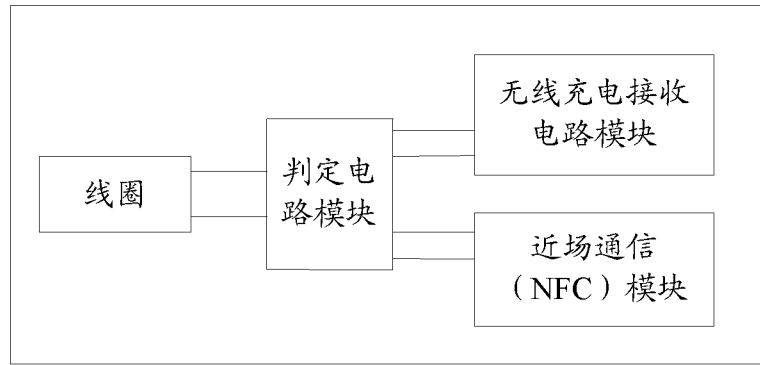 线圈
判定电
路模块
无线充电接收
电路模块
近场通信
（NFC）模块